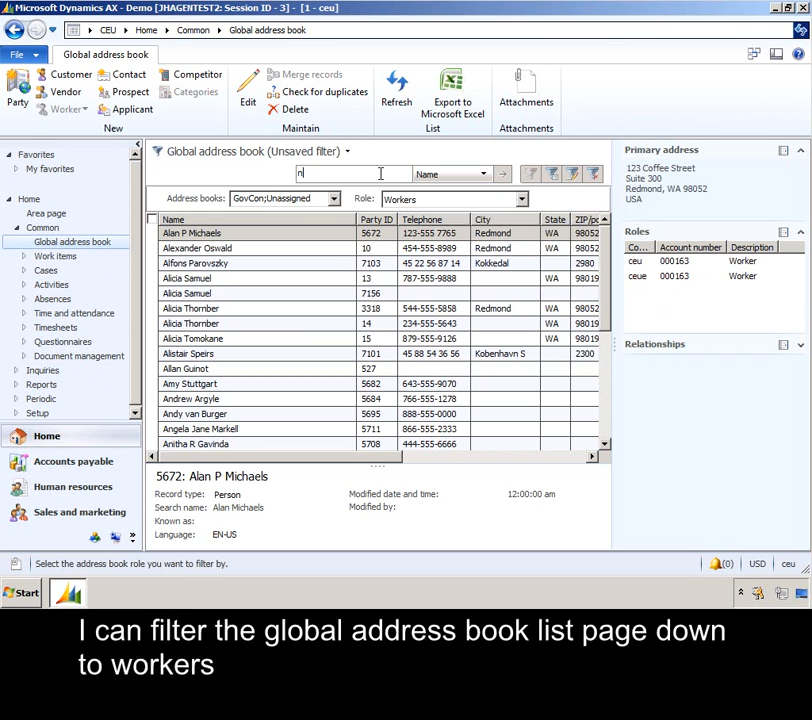 Microsoft Dynamics AX - Demo [JHAGENTEST2: Session ID - 3] - [1 - ceu]
CEU Home Common Global address book
File Global address book
Party
Customer Contact Competitor
Vendor Prospect Categories
Worker Applicant
New
Edit
Merge records
Check for duplicates
Delete
Maintain
Refresh
Export to
Microsoft Excel
List
Attachments
Attachments
Favorites
My favorites
Home
Area page
Common
Global address book
Work items
Cases
Activities
Absences
Time and attendance
Timesheets
Questionnaires
Document management
Inquiries
Reports
Periodic
Setup
Home
Accounts payable
Human resources
Sales and marketing
Global address book (Unsaved filter)
n Name
Address books: GovCon;Unassigned Role: Workers
Name Party ID Telephone City State ZIP/po
Alan P Michaels 5672 123-555 7765 Redmond WA 98052
Alexander Oswald 10 454-555-8989 Redmond WA 98052
Alfons Parovszky 7103 45 22 56 87 14 Kokkedal 2980
Alicia Samuel 13 787-555-9888 WA 98019
Alicia Samuel 7156
Alicia Thornber 3318 544-555-5858 Redmond WA 98052
Alicia Thornber 14 234-555-5643 WA 98019
Alicia Tomokane 15 879-555-9126 WA 98019
Alistair Speirs 7101 45 88 54 36 56 Kobenhavn S 2300
Allan Guinot 527
Amy Stuttgart 5682 643-555-9070
Andrew Argyle 5684 766-555-1278
Andy van Burger 5695 888-555-0000
Angela Jane Markell 5711 866-555-2333
Anitha R Gavinda 5708 444-555-6666
5672: Alan P Michaels
Record type: Person
Search name: Alan Michaels
Known as:
Language: EN-US
Modified date and time: 12:00:00 am
Modified by:
Primary address
123 Coffee Street
Suite 300
Redmond, WA 98052
USA
Roles
Co... Account number Description
ceu 000163 Worker
ceue 000163 Worker
Relationships
Select the address book role you want to filter by. (0) USD ceu
Start
I can filter the global address book list page down
to workers